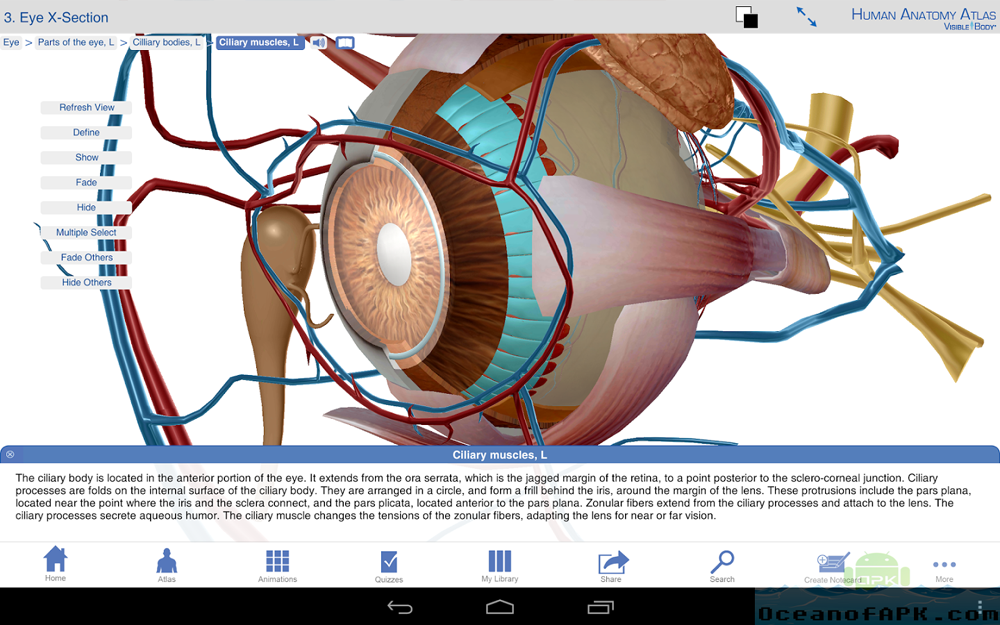 3. Eye X-Section
HUMAN ANATOMY ATLAS
VISIBLE BODY®
Eye > Parts of the eye, L > Cilliary bodies, L > Ciliary muscles, L
Refresh View
Define
Show
Fade
Hide
Multiple Select
Fade Others
Hide Others
Ciliary muscles, L
The ciliary body is located in the anterior portion of the eye. It extends from the ora serrata, which is the jagged margin of the retina, to a point posterior to the sclero-corneal junction. Ciliary
processes are folds on the internal surface of the ciliary body. They are arranged in a circle, and form a frill behind the iris, around the margin of the lens. These protrusions include the pars plana,
located near the point where the iris and the sclera connect, and the pars plicata, located anterior to the pars plana. Zonular fibers extend from the ciliary processes and attach to the lens. The
ciliary processes secrete aqueous humor. The ciliary muscle changes the tensions of the zonular fibers, adapting the lens for near or far vision.
Home
Atlas
Animations
Quizzes
My Library
Share
Search
Create Notecard
More
APK
OceanofAPK.com